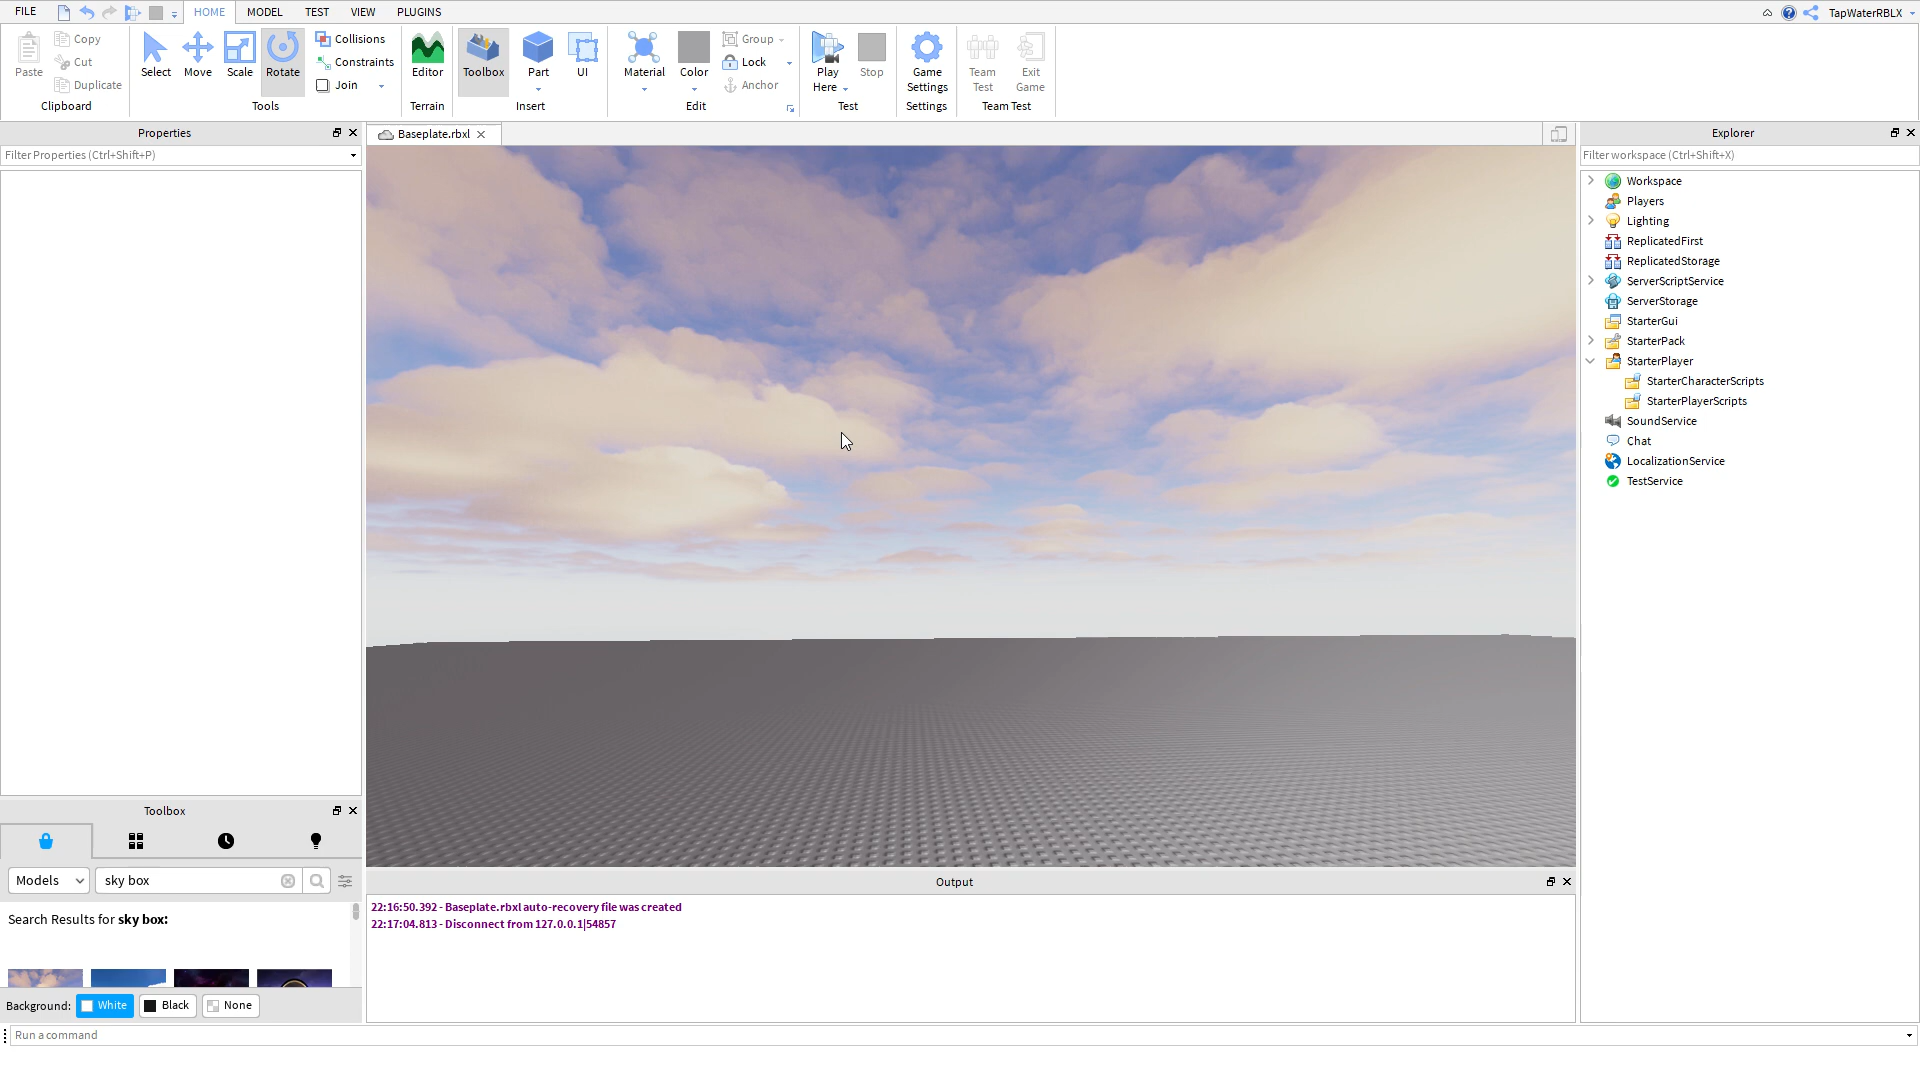 FILE HOME MODEL TEST VIEW PLUGINS TapWaterRBLX
Paste Copy Cut Duplicate
Clipboard
Select Move Scale Rotate Collisions Constraints Join
Tools
Editor
Terrain
Toolbox Part UI
Insert
Material Color Group Lock Anchor
Edit
Play Here Stop
Test
Game Settings
Settings
Team Test Exit Game
Team Test
Properties
Filter Properties (Ctrl+Shift+P)
Baseplate.rbxl
Explorer
Filter workspace (Ctrl+Shift+X)
Workspace
Players
Lighting
ReplicatedFirst
ReplicatedStorage
ServerScriptService
ServerStorage
StarterGui
StarterPack
StarterPlayer
StarterCharacterScripts
StarterPlayerScripts
SoundService
Chat
LocalizationService
TestService
Toolbox
Models sky box
Search Results for sky box:
Background: White Black None
Output
22:16:50.392 - Baseplate.rbxl auto-recovery file was created
22:17:04.813 - Disconnect from 127.0.0.1|54857
Run a command